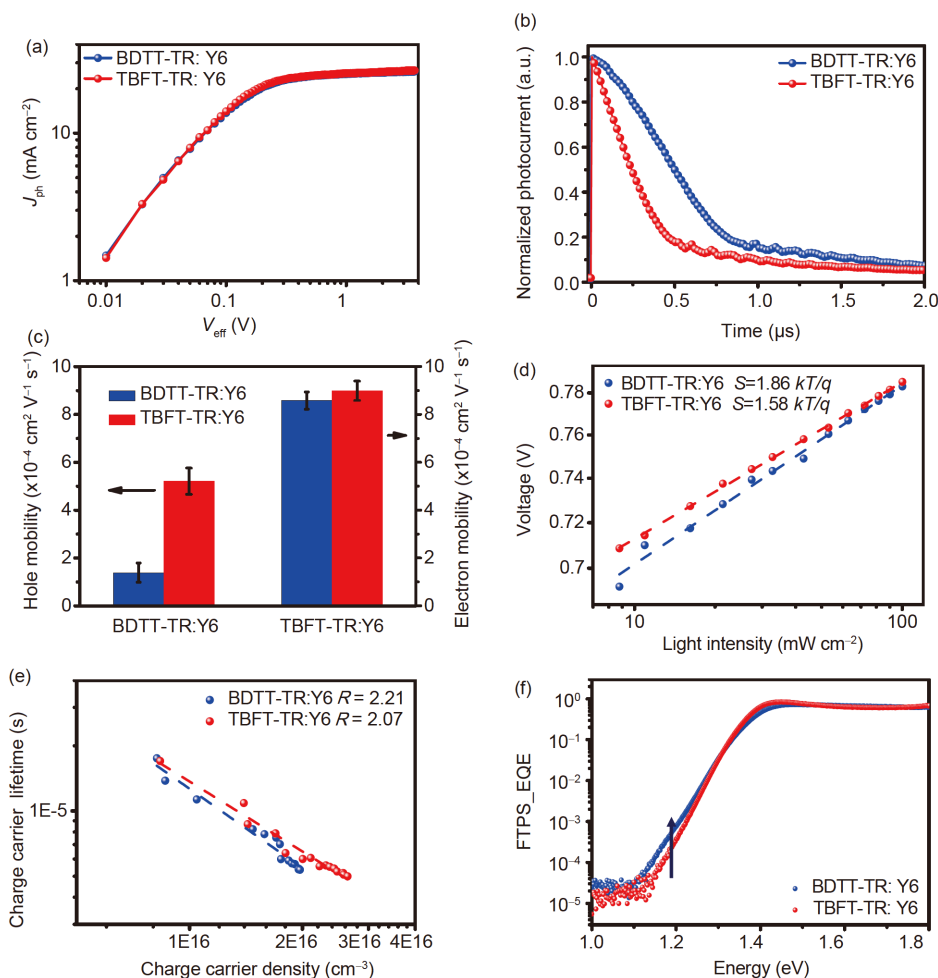 (a)
BDTT-TR: Y6
TBFT-TR: Y6
J_ph (mA cm⁻²)
10
1
0.01
0.1
1
V_eff (V)
(b)
BDTT-TR:Y6
TBFT-TR:Y6
Normalized photocurrent (a.u.)
1.0
0.8
0.6
0.4
0.2
0.0
0
0.5
1.0
1.5
2.0
Time (μs)
(c)
BDTT-TR:Y6
TBFT-TR:Y6
Hole mobility (x10⁻⁴ cm² V⁻¹ s⁻¹)
10
8
6
4
2
0
BDTT-TR:Y6
TBFT-TR:Y6
10
8
6
4
2
0
Electron mobility (x10⁻⁴ cm² V⁻¹ s⁻¹)
(d)
BDTT-TR:Y6 S=1.86 kT/q
TBFT-TR:Y6 S=1.58 kT/q
Voltage (V)
0.78
0.76
0.74
0.72
0.7
10
100
Light intensity (mW cm⁻²)
(e)
BDTT-TR:Y6 R = 2.21
TBFT-TR:Y6 R = 2.07
Charge carrier lifetime (s)
1E-5
1E16
2E16
3E16
4E16
Charge carrier density (cm⁻³)
(f)
FTPS_EQE
10⁰
10⁻¹
10⁻²
10⁻³
10⁻⁴
10⁻⁵
BDTT-TR: Y6
TBFT-TR: Y6
1.0
1.2
1.4
1.6
1.8
Energy (eV)